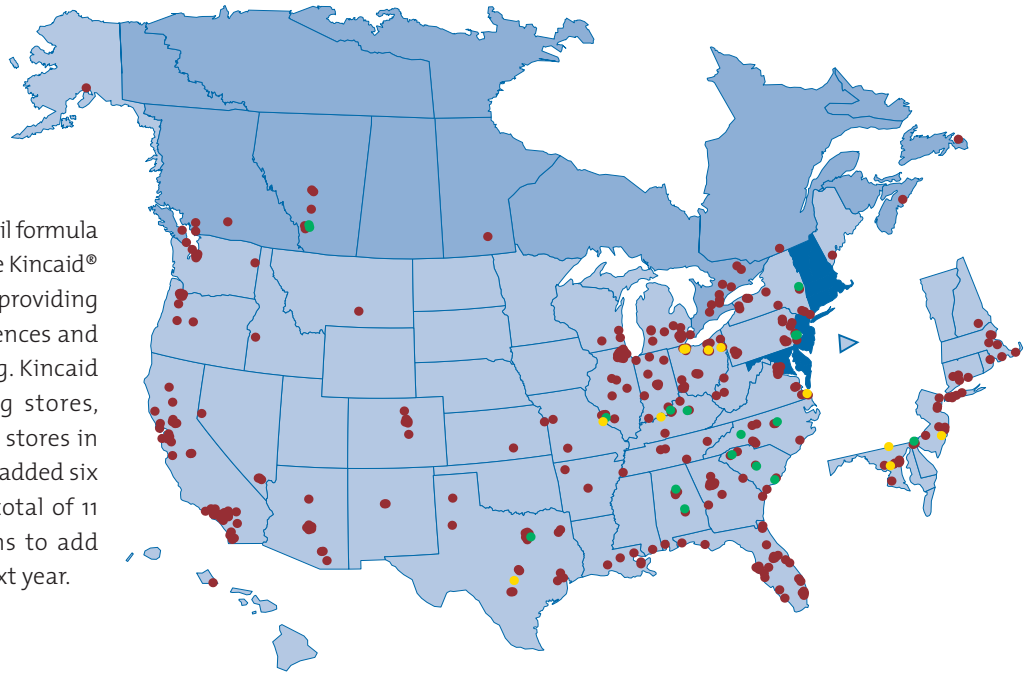 il formula
e Kincaid®
providing
ences and
g. Kincaid
g stores,
stores in
added six
total of 11
ns to add
xt year.